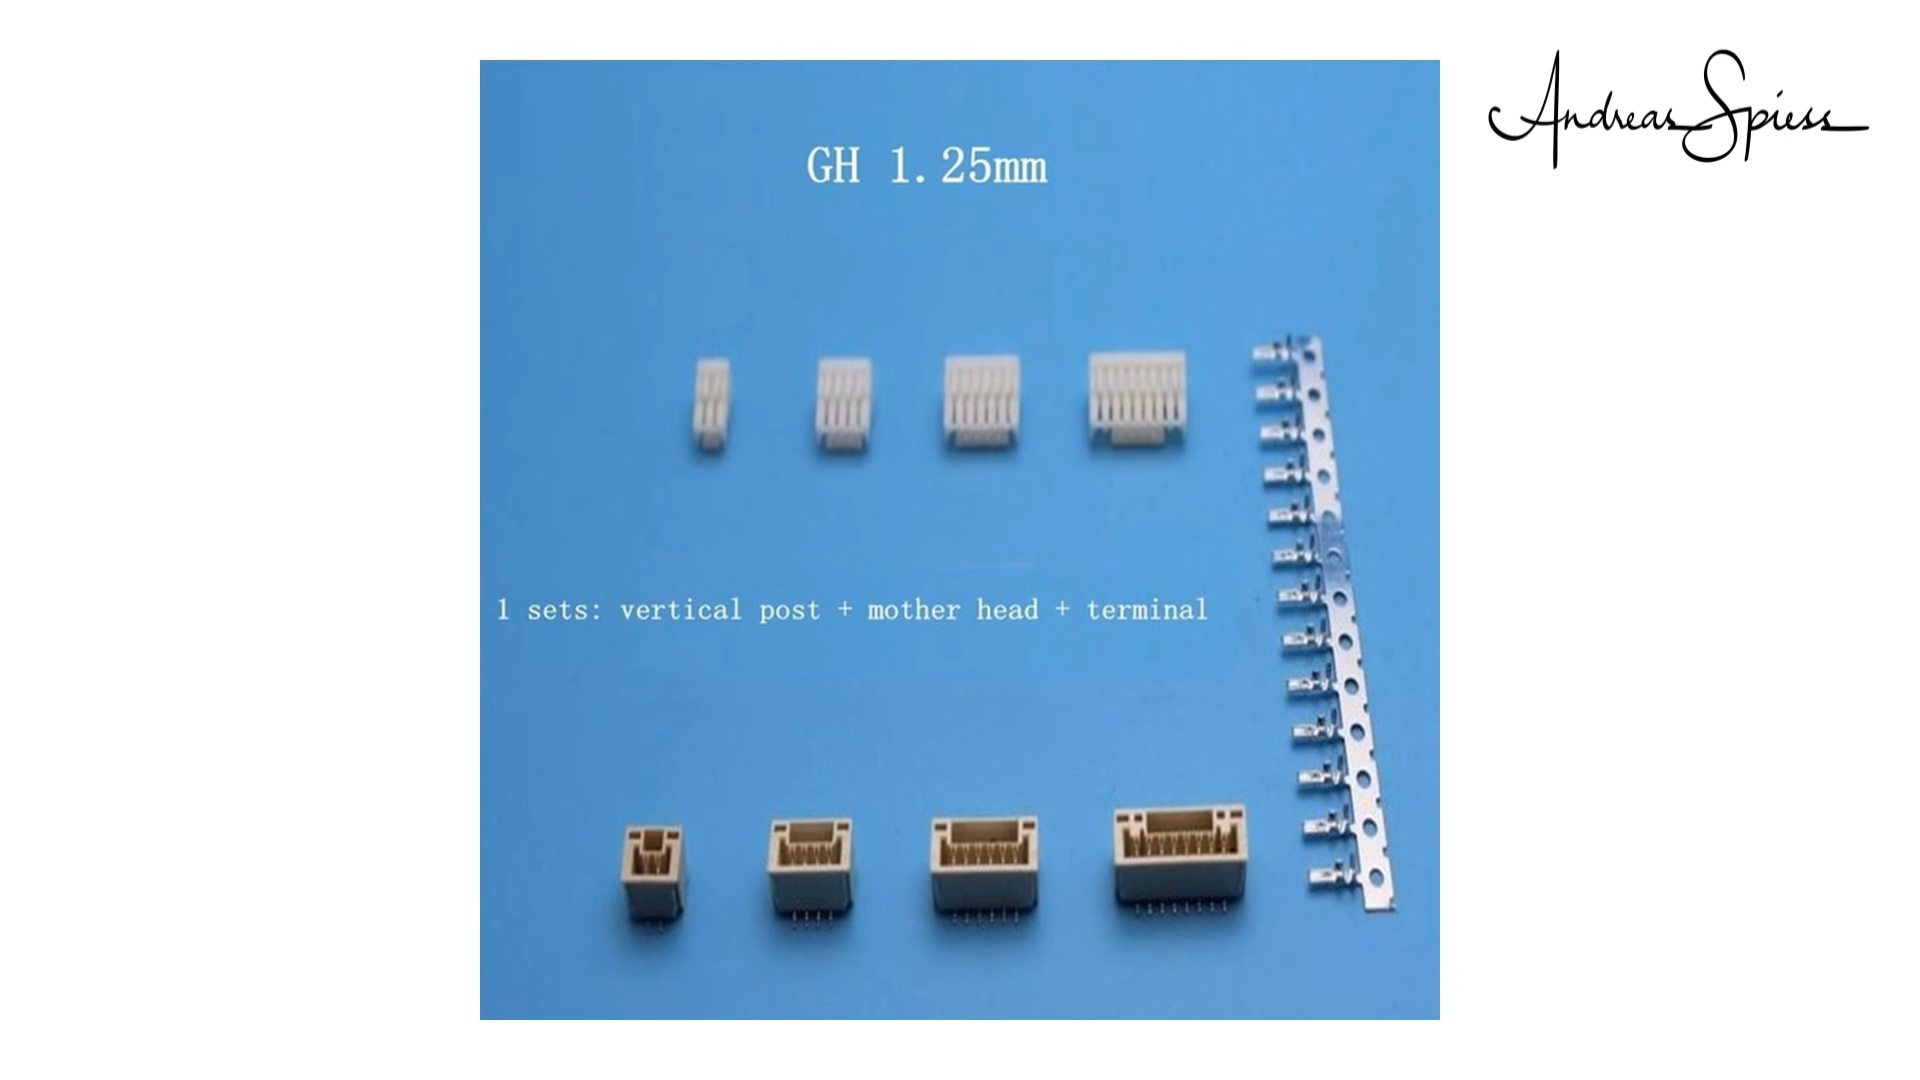 Andreas Spiess
GH 1.25mm
1 sets: vertical post + mother head + terminal